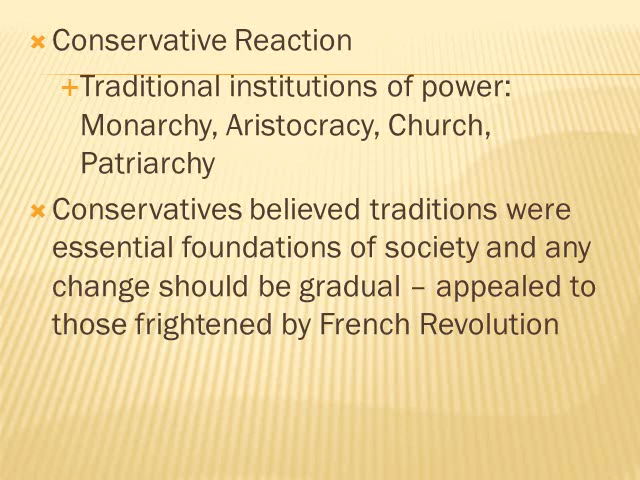 Conservative Reaction
Traditional institutions of power:
Monarchy, Aristocracy, Church,
Patriarchy
Conservatives believed traditions were
essential foundations of society and any
change should be gradual – appealed to
those frightened by French Revolution